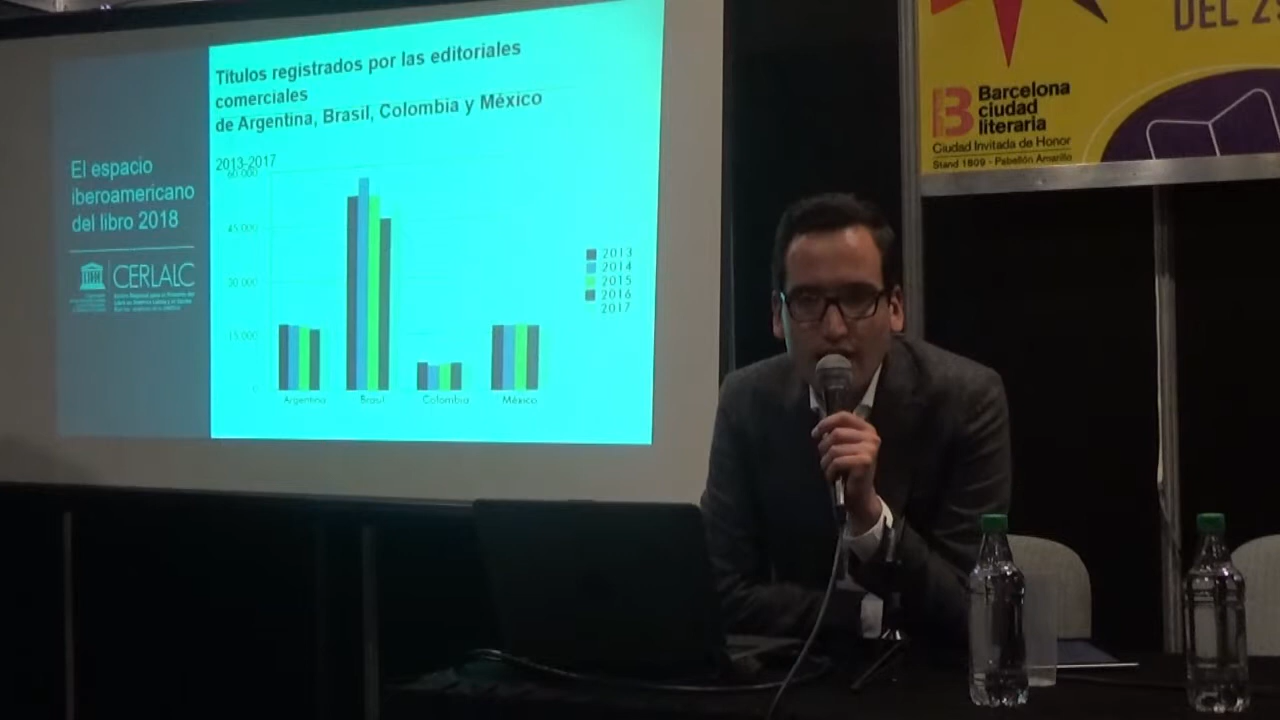 El espacio
iberoamericano
del libro 2018
CERLALC
Títulos registrados por las editoriales
comerciales
de Argentina, Brasil, Colombia y México
2013-2017
60.000
45.000
30.000
15.000
0
Argentina
Brasil
Colombia
México
2013
2014
2015
2016
2017
DEL 25
B
Barcelona
ciudad
literaria
Ciudad Invitada de Honor
Stand 1809 - Pabellón Amarillo